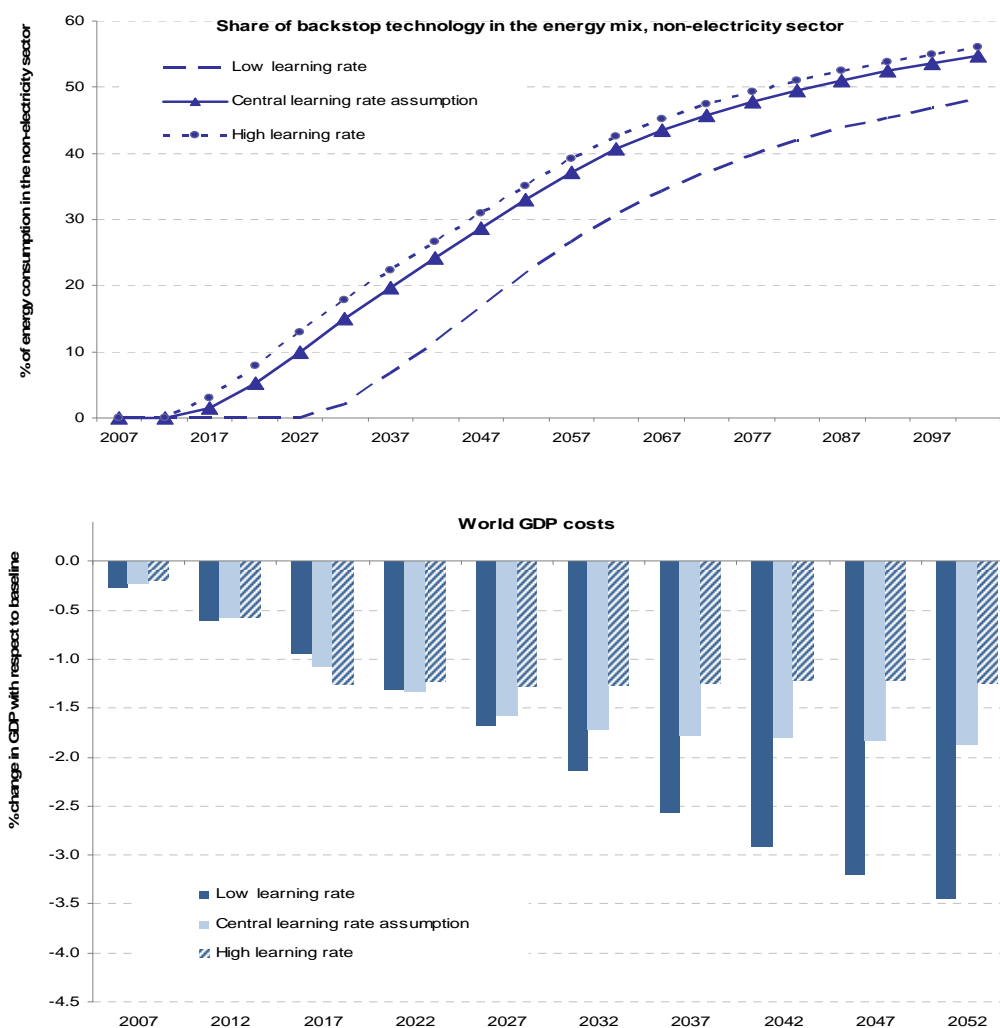 Share of backstop technology in the energy mix, non-electricity sector
% of energy consumption in the non-electricity sector
60
50
40
30
20
10
0
Low learning rate
Central learning rate assumption
High learning rate
2007 2017 2027 2037 2047 2057 2067 2077 2087 2097
World GDP costs
% change in GDP with respect to baseline
0.0
-0.5
-1.0
-1.5
-2.0
-2.5
-3.0
-3.5
-4.0
-4.5
Low learning rate
Central learning rate assumption
High learning rate
2007 2012 2017 2022 2027 2032 2037 2042 2047 2052